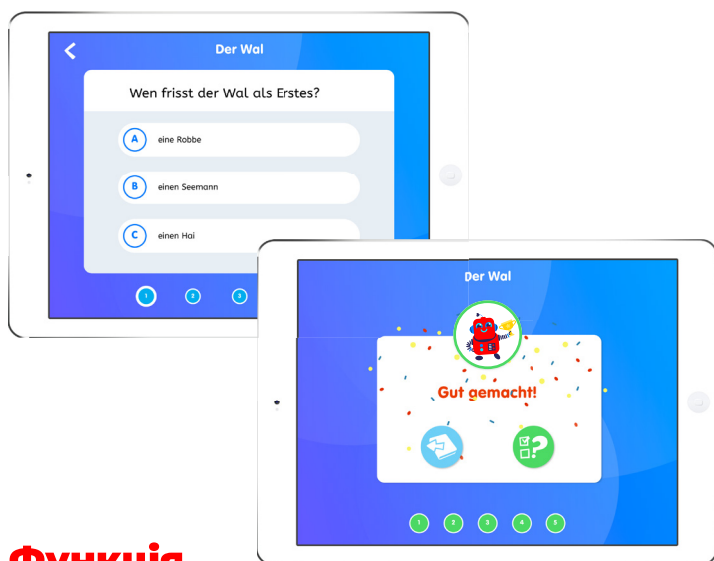 Der Wal
Wen frisst der Wal als Erstes?
A eine Robbe
B einen Seemann
C einen Hai
1 2 3
Der Wal
Gut gemacht!
1 2 3 4 5